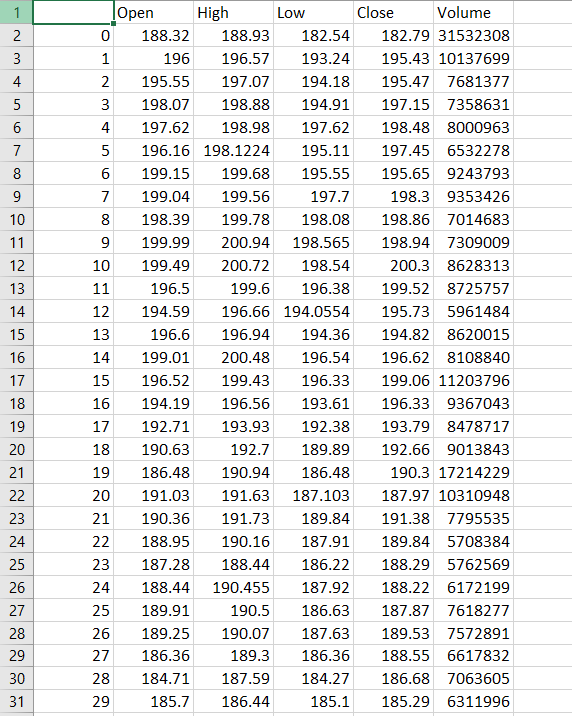 1 Open High Low Close Volume
2 0 188.32 188.93 182.54 182.79 31532308
3 1 196 196.57 193.24 195.43 10137699
4 2 195.55 197.07 194.18 195.47 7681377
5 3 198.07 198.88 194.91 197.15 7358631
6 4 197.62 198.98 197.62 198.48 8000963
7 5 196.16 198.1224 195.11 197.45 6532278
8 6 199.15 199.68 195.55 195.65 9243793
9 7 199.04 199.56 197.7 198.3 9353426
10 8 198.39 199.78 198.08 198.86 7014683
11 9 199.99 200.94 198.565 198.94 7309009
12 10 199.49 200.72 198.54 200.3 8628313
13 11 196.5 199.6 196.38 199.52 8725757
14 12 194.59 196.66 194.0554 195.73 5961484
15 13 196.6 196.94 194.36 194.82 8620015
16 14 199.01 200.48 196.54 196.62 8108840
17 15 196.52 199.43 196.33 199.06 11203796
18 16 194.19 196.56 193.61 196.33 9367043
19 17 192.71 193.93 192.38 193.79 8478717
20 18 190.63 192.7 189.89 192.66 9013843
21 19 186.48 190.94 186.48 190.3 17214229
22 20 191.03 191.63 187.103 187.97 10310948
23 21 190.36 191.73 189.84 191.38 7795535
24 22 188.95 190.16 187.91 189.84 5708384
25 23 187.28 188.44 186.22 188.29 5762569
26 24 188.44 190.455 187.92 188.22 6172199
27 25 189.91 190.5 186.63 187.87 7618277
28 26 189.25 190.07 187.63 189.53 7572891
29 27 186.36 189.3 186.36 188.55 6617832
30 28 184.71 187.59 184.27 186.68 7063605
31 29 185.7 186.44 185.1 185.29 6311996